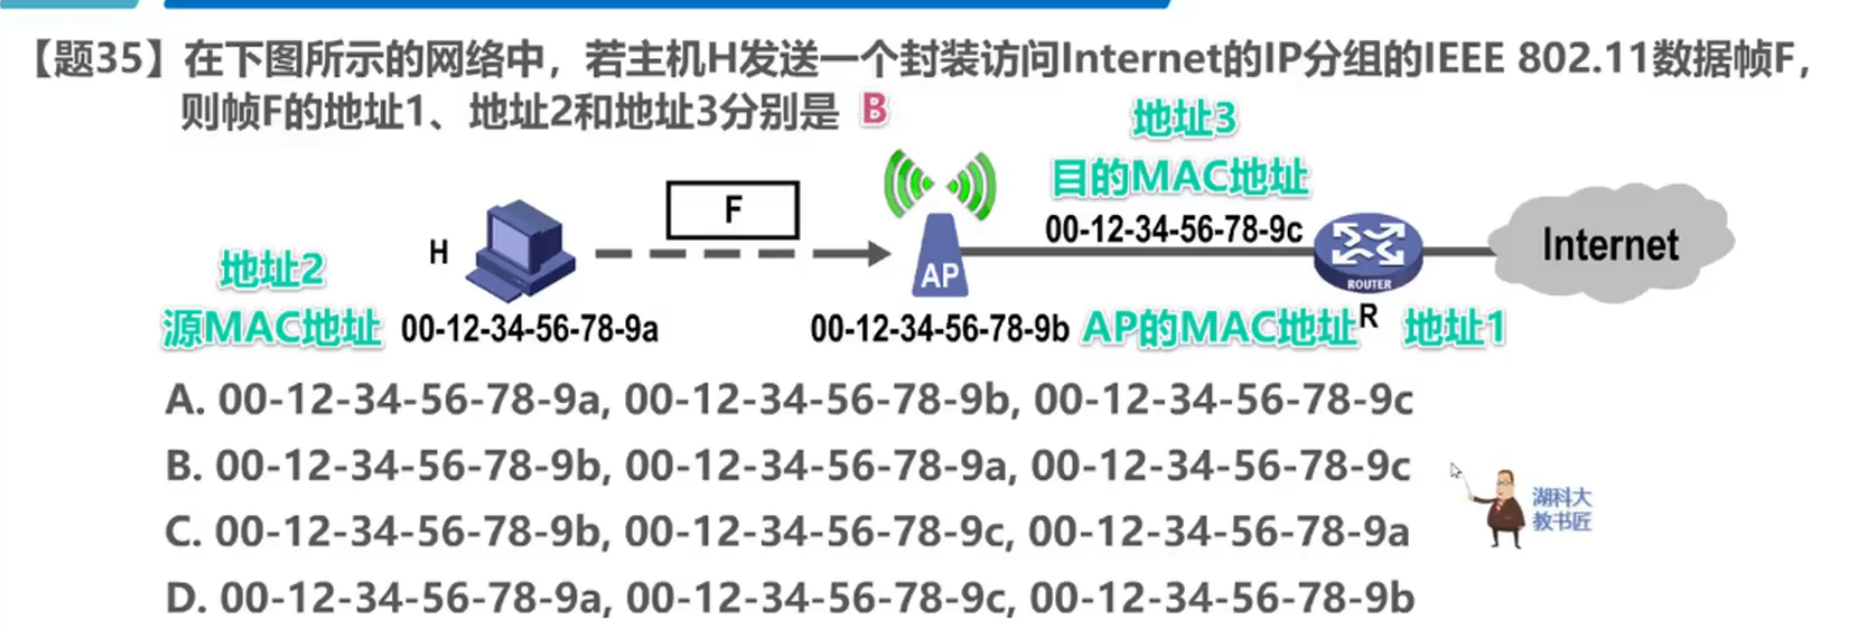 【题35】在下图所示的网络中，若主机H发送一个封装访问Internet的IP分组的IEEE 802.11数据帧F，
则帧F的地址1、地址2和地址3分别是 B
地址3
目的MAC地址
F
00-12-34-56-78-9c
H
Internet
地址2
AP
ROUTER
源MAC地址 00-12-34-56-78-9a 00-12-34-56-78-9b AP的MAC地址 R 地址1
A. 00-12-34-56-78-9a, 00-12-34-56-78-9b, 00-12-34-56-78-9c
B. 00-12-34-56-78-9b, 00-12-34-56-78-9a, 00-12-34-56-78-9c
C. 00-12-34-56-78-9b, 00-12-34-56-78-9c, 00-12-34-56-78-9a
D. 00-12-34-56-78-9a, 00-12-34-56-78-9c, 00-12-34-56-78-9b
湖科大
教书匠